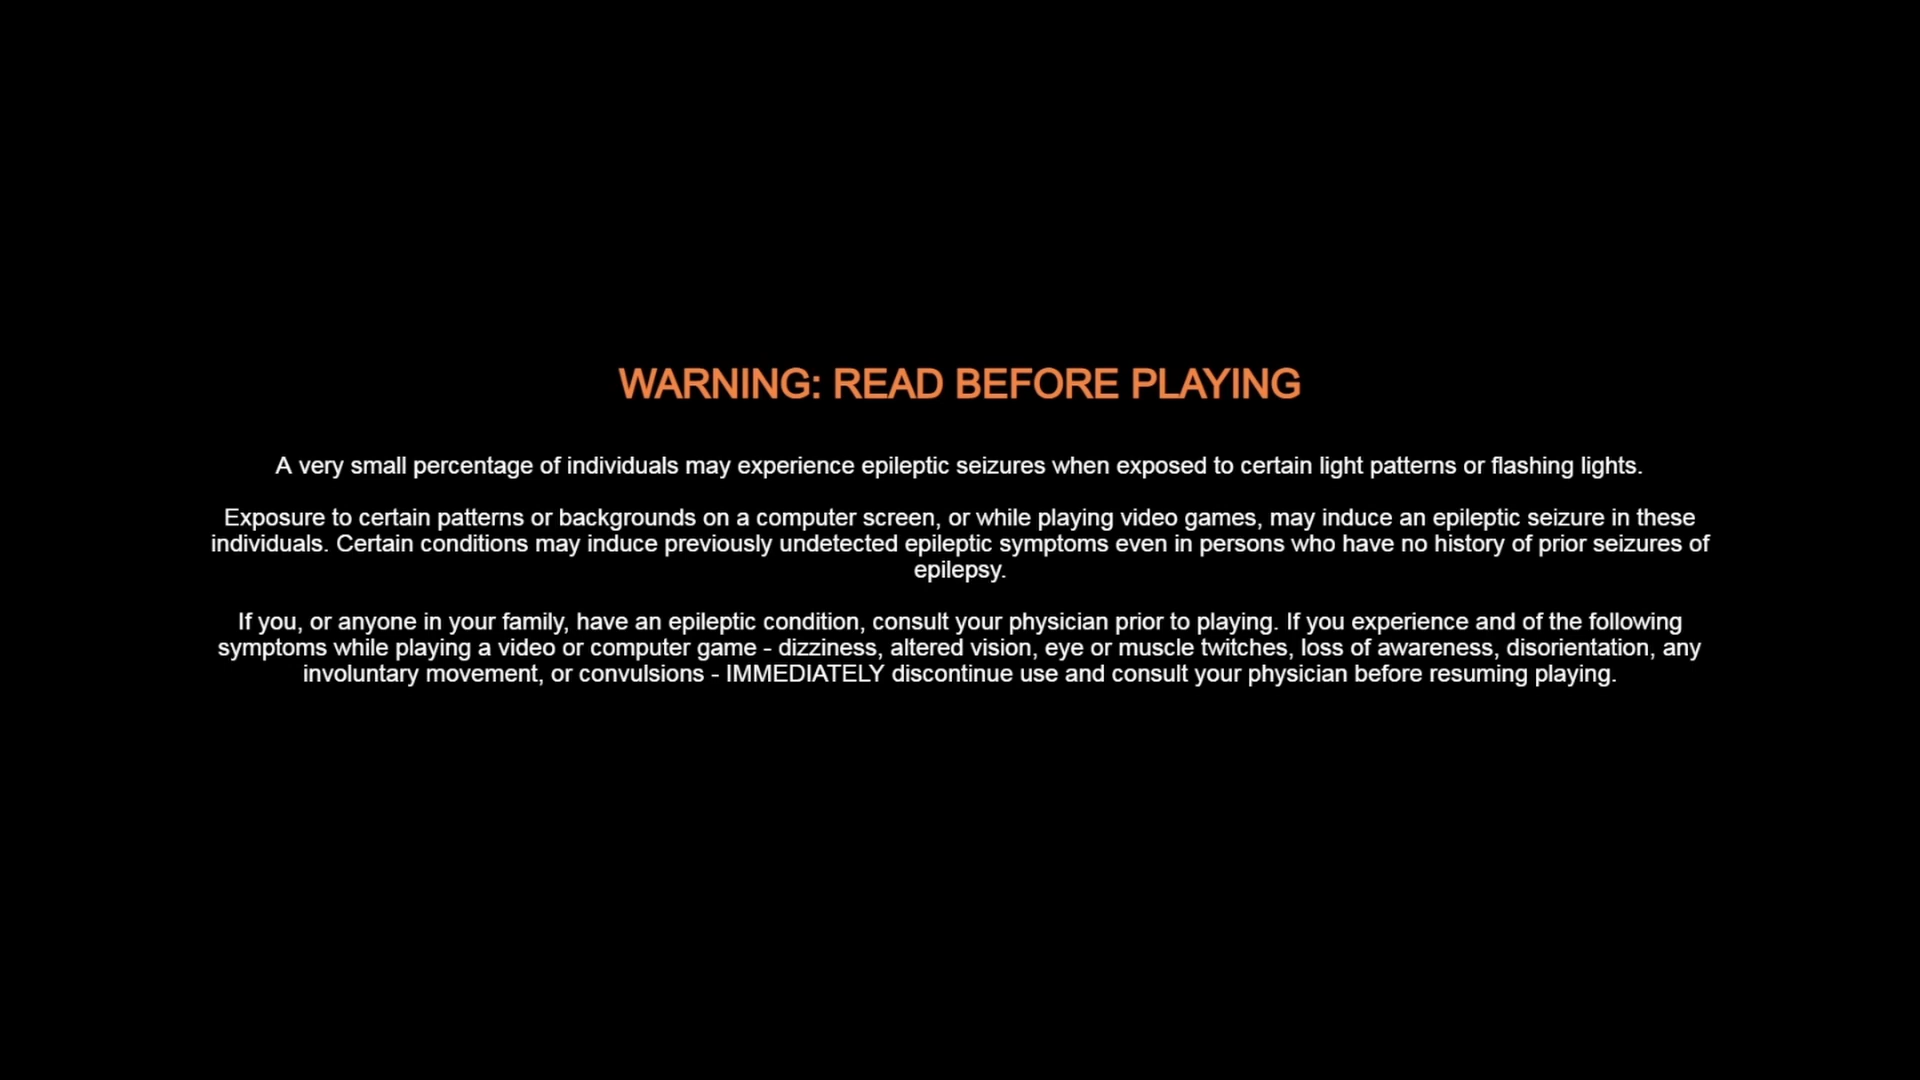 WARNING: READ BEFORE PLAYING
A very small percentage of individuals may experience epileptic seizures when exposed to certain light patterns or flashing lights.
Exposure to certain patterns or backgrounds on a computer screen, or while playing video games, may induce an epileptic seizure in these
individuals. Certain conditions may induce previously undetected epileptic symptoms even in persons who have no history of prior seizures of
epilepsy.
If you, or anyone in your family, have an epileptic condition, consult your physician prior to playing. If you experience and of the following
symptoms while playing a video or computer game - dizziness, altered vision, eye or muscle twitches, loss of awareness, disorientation, any
involuntary movement, or convulsions - IMMEDIATELY discontinue use and consult your physician before resuming playing.